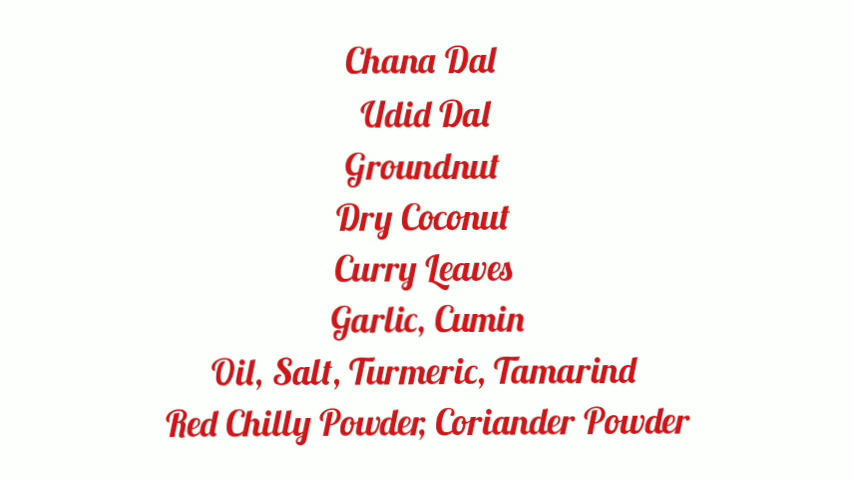 Chana Dal
Udid Dal
Groundnut
Dry Coconut
Curry Leaves
Garlic, Cumin
Oil, Salt, Turmeric, Tamarind
Red Chilly Powder, Coriander Powder